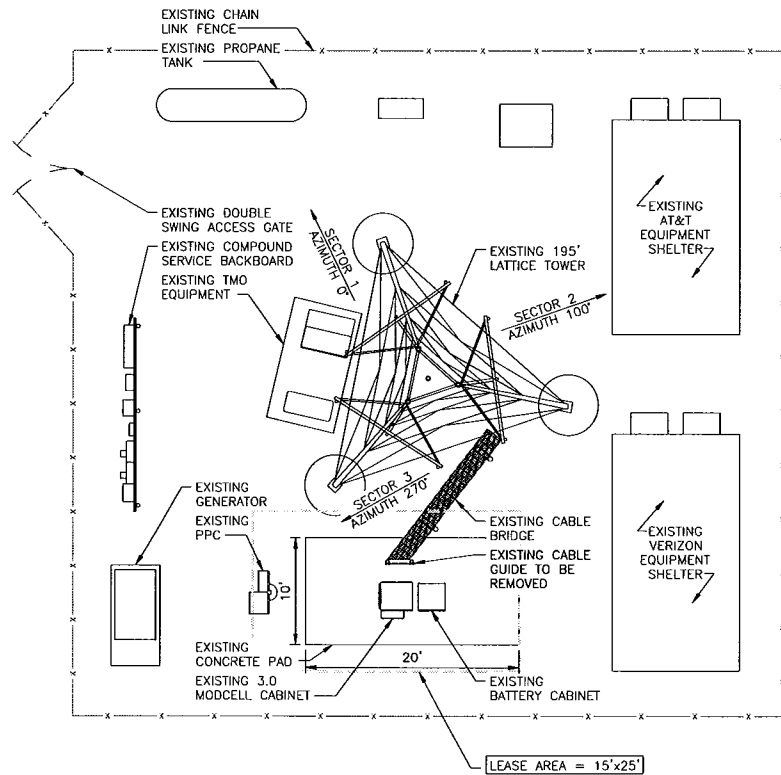 EXISTING CHAIN
LINK FENCE
EXISTING PROPANE
TANK
EXISTING DOUBLE
SWING ACCESS GATE
EXISTING COMPOUND
SERVICE BACKBOARD
EXISTING TMO
EQUIPMENT
SECTOR 1
AZIMUTH 0°
EXISTING 195'
LATTICE TOWER
SECTOR 2
AZIMUTH 100°
EXISTING
AT&T
EQUIPMENT
SHELTER
SECTOR 3
AZIMUTH 270°
EXISTING
GENERATOR
EXISTING
PPC
EXISTING CABLE
BRIDGE
EXISTING CABLE
GUIDE TO BE
REMOVED
EXISTING
VERIZON
EQUIPMENT
SHELTER
10'
20'
EXISTING
CONCRETE PAD
EXISTING 3.0
MODCELL CABINET
EXISTING
BATTERY CABINET
LEASE AREA = 15'x25'